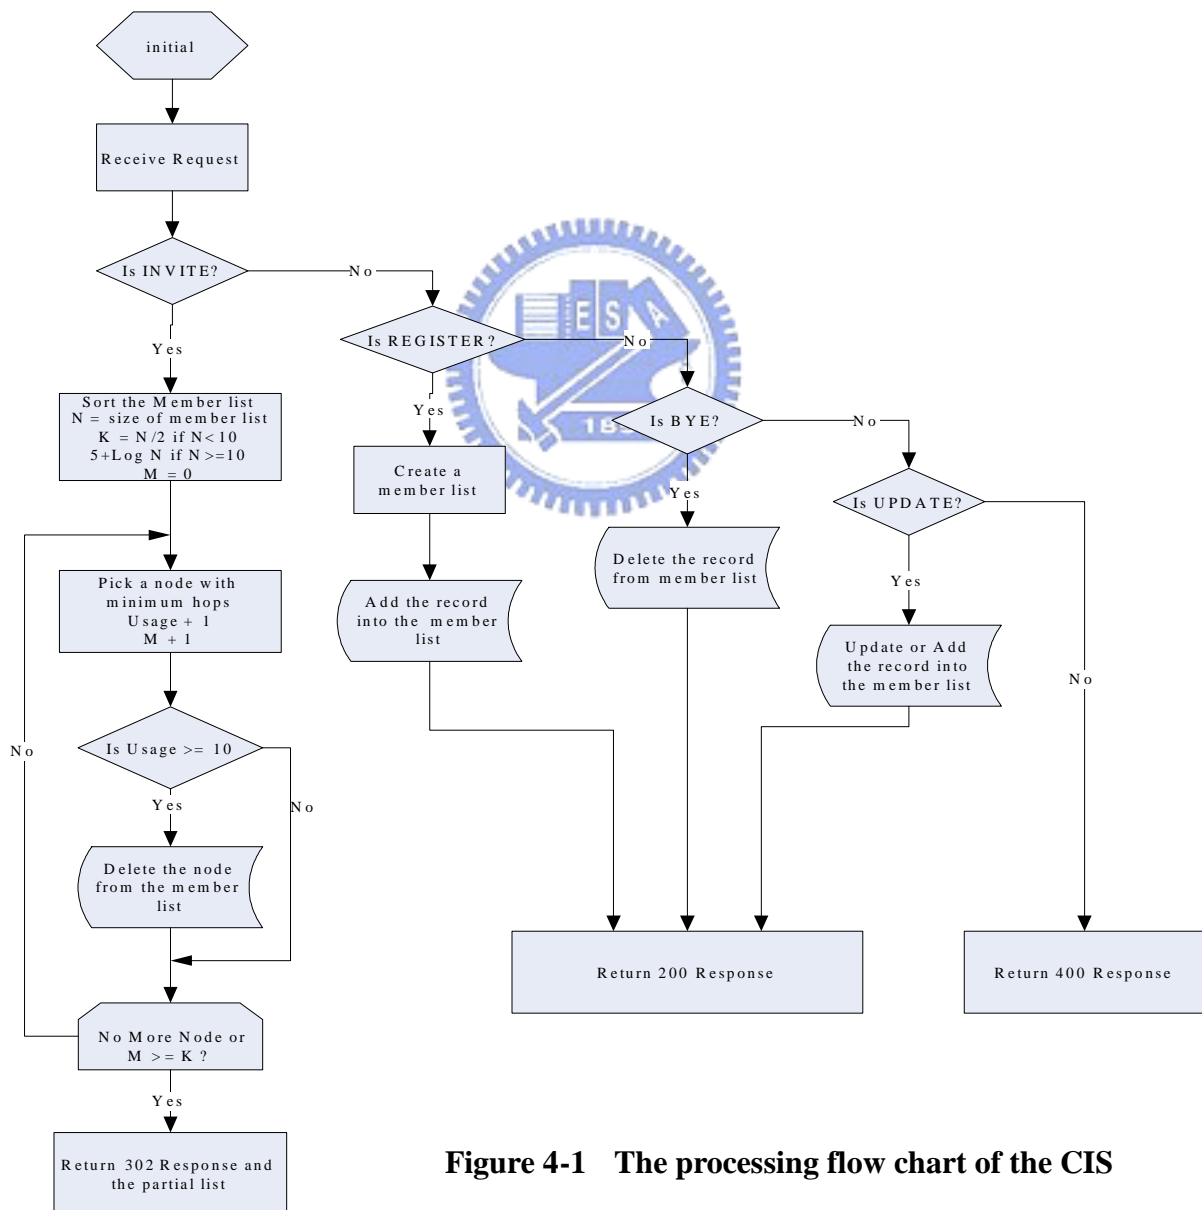 initial
Receive Request
Is INVITE?
No
Yes
Is REGISTER?
No
Yes
Is BYE?
No
Yes
Is UPDATE?
Yes
No
Sort the Member list
N = size of member list
K = N/2 if N<10
5+Log N if N>=10
M = 0
Create a
member list
Delete the record
from member list
Pick a node with
minimum hops
Usage + 1
M + 1
Add the record
into the member
list
Update or Add
the record into
the member list
Is Usage >= 10
No
Yes
No
Delete the node
from the member
list
Return 200 Response
Return 400 Response
No More Node or
M >= K ?
Yes
Return 302 Response and
the partial list
E S A
18
Figure 4-1 The processing flow chart of the CIS